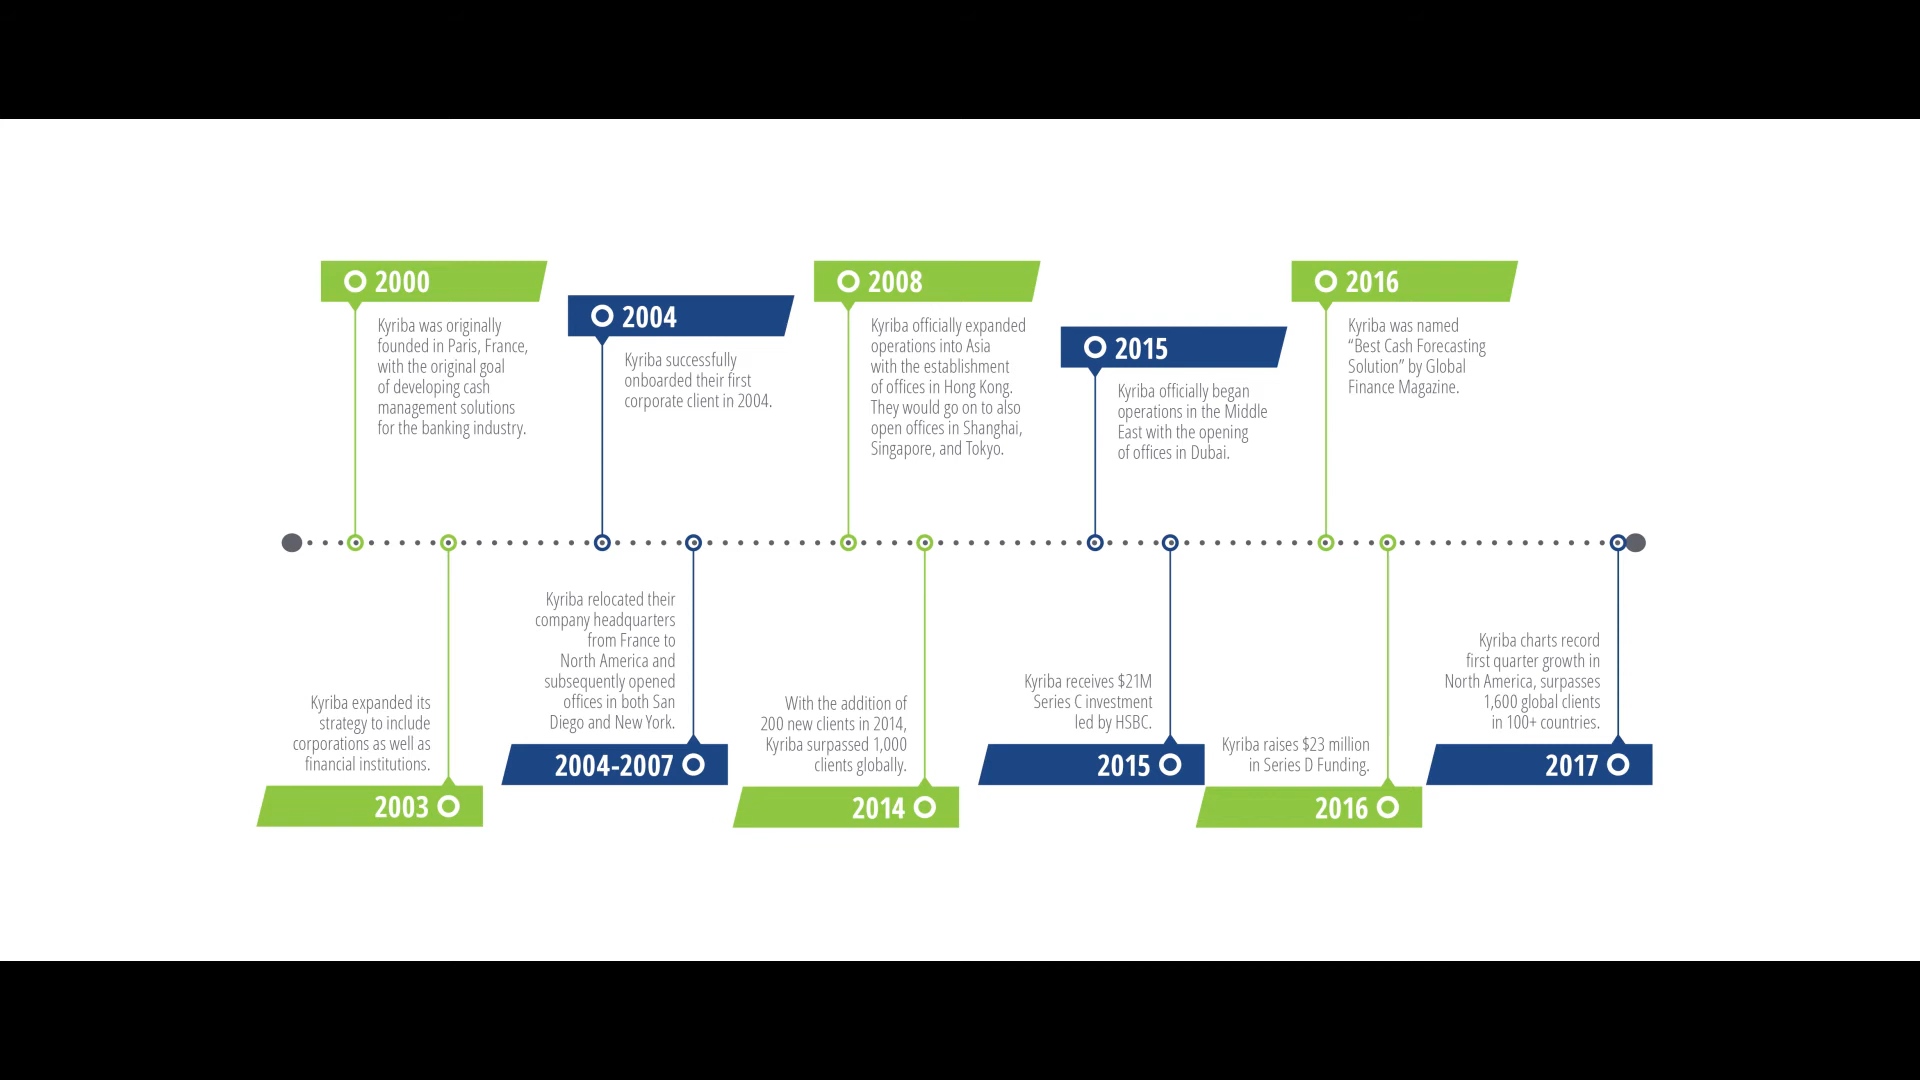 2000
Kyriba was originally
founded in Paris, France,
with the original goal
of developing cash
management solutions
for the banking industry.
2004
Kyriba successfully
onboarded their first
corporate client in 2004.
2008
Kyriba officially expanded
operations into Asia
with the establishment
of offices in Hong Kong.
They would go on to also
open offices in Shanghai,
Singapore, and Tokyo.
2015
Kyriba officially began
operations in the Middle
East with the opening
of offices in Dubai.
2016
Kyriba was named
“Best Cash Forecasting
Solution” by Global
Finance Magazine.
Kyriba expanded its
strategy to include
corporations as well as
financial institutions.
2003
Kyriba relocated their
company headquarters
from France to
North America and
subsequently opened
offices in both San
Diego and New York.
2004-2007
With the addition of
200 new clients in 2014,
Kyriba surpassed 1,000
clients globally.
2014
Kyriba receives $21M
Series C investment
led by HSBC.
2015
Kyriba raises $23 million
in Series D Funding.
2016
Kyriba charts record
first quarter growth in
North America, surpasses
1,600 global clients
in 100+ countries.
2017